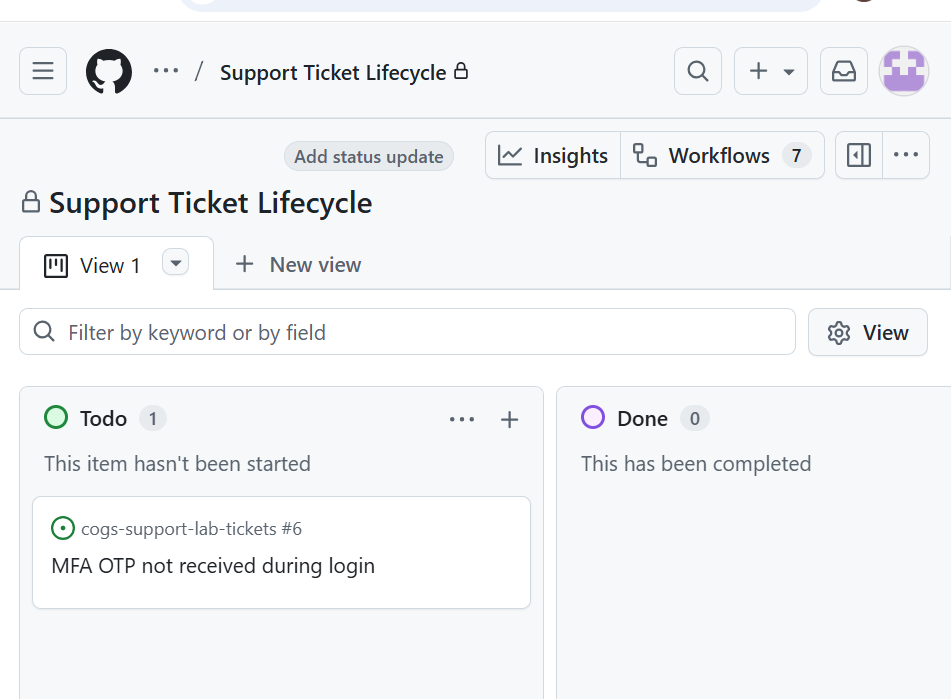 ··· / Support Ticket Lifecycle
Add status update
Insights
Workflows 7
Support Ticket Lifecycle
View 1
New view
Filter by keyword or by field
View
Todo 1
This item hasn't been started
cogs-support-lab-tickets #6
MFA OTP not received during login
Done 0
This has been completed